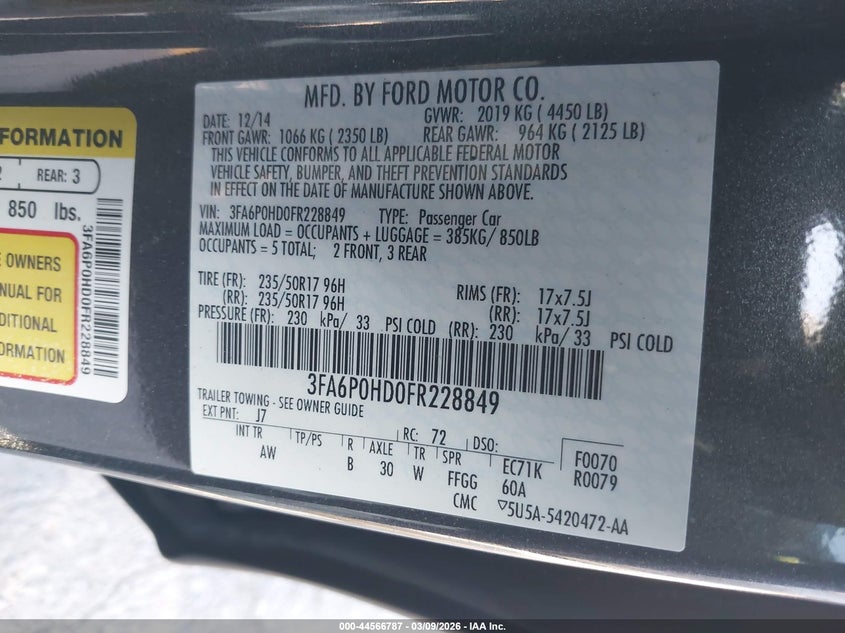 FORMATION
REAR: 3
850 lbs.
OWNERS
NUAL FOR
DITIONAL
ORMATION
3FA6P0HD0FR228849
MFD. BY FORD MOTOR CO.
DATE: 12/14 GVWR: 2019 KG ( 4450 LB)
FRONT GAWR: 1066 KG ( 2350 LB) REAR GAWR: 964 KG ( 2125 LB)
THIS VEHICLE CONFORMS TO ALL APPLICABLE FEDERAL MOTOR
VEHICLE SAFETY, BUMPER, AND THEFT PREVENTION STANDARDS
IN EFFECT ON THE DATE OF MANUFACTURE SHOWN ABOVE.
VIN: 3FA6P0HD0FR228849 TYPE: Passenger Car
MAXIMUM LOAD = OCCUPANTS + LUGGAGE = 385KG/ 850LB
OCCUPANTS = 5 TOTAL; 2 FRONT, 3 REAR
TIRE (FR): 235/50R17 96H RIMS (FR): 17x7.5J
(RR): 235/50R17 96H (RR): 17x7.5J
PRESSURE (FR): 230 kPa/ 33 PSI COLD (RR): 230 kPa/ 33 PSI COLD
3FA6P0HD0FR228849
TRAILER TOWING - SEE OWNER GUIDE
EXT PNT: J7 RC: 72 DSO:
INT TR TP/PS R AXLE TR SPR EC71K F0070
AW B 30 W FFGG 60A R0079
CMC ▽5U5A-5420472-AA
000-44566787 - 03/09/2026 - IAA Inc.